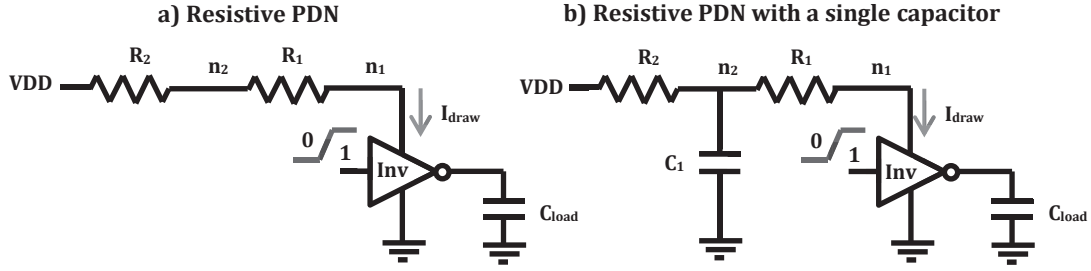 a) Resistive PDN
b) Resistive PDN with a single capacitor
VDD R2 n2 R1 n1
Idraw
0 1 Inv
Cload
VDD R2 n2 R1 n1
Idraw
C1
0 1 Inv
Cload